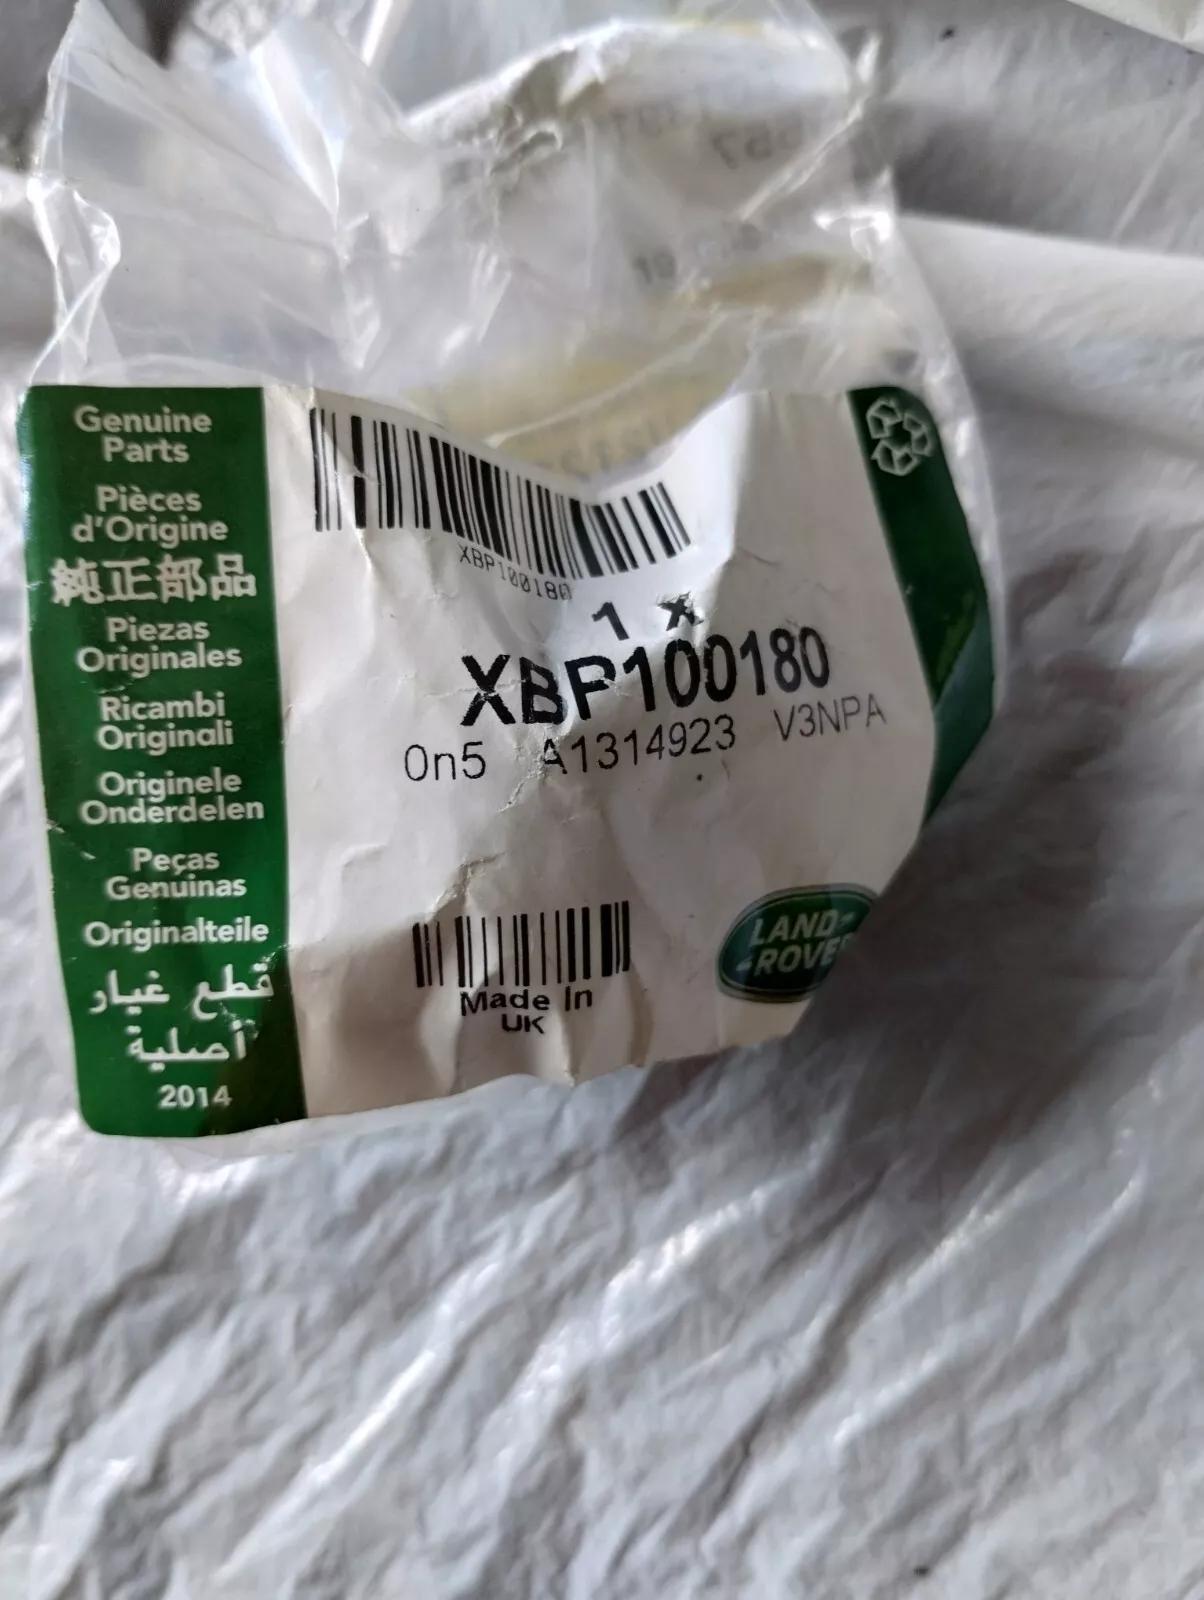 Genuine
Parts
Pièces
d'Origine
純正部品
Piezas
Originales
Ricambi
Originali
Originele
Onderdelen
Peças
Genuinas
Originalteile
قطع غيار
أصلية
2014
XBP100180
1 x
XBP100180
0n5 A1314923 V3NPA
Made In
UK
LAND-
-ROVER